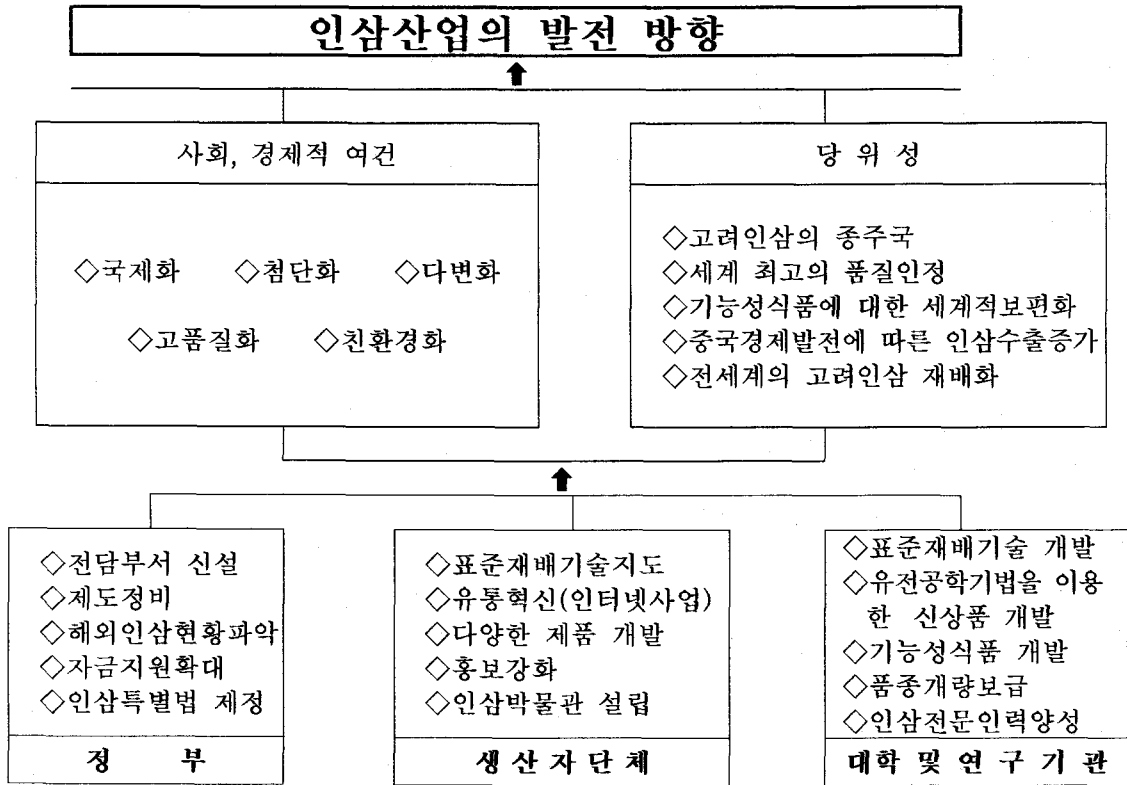 인삼산업의 발전 방향
사회, 경제적 여건
◇국제화 ◇첨단화 ◇다변화
◇고품질화 ◇친환경화
당 위 성
◇고려인삼의 종주국
◇세계 최고의 품질인정
◇기능성식품에 대한 세계적보편화
◇중국경제발전에 따른 인삼수출증가
◇전세계의 고려인삼 재배화
◇전담부서 신설
◇제도정비
◇해외인삼현황파악
◇자금지원확대
◇인삼특별법 제정
정 부
◇표준재배기술지도
◇유통혁신(인터넷사업)
◇다양한 제품 개발
◇홍보강화
◇인삼박물관 설립
생 산 자 단 체
◇표준재배기술 개발
◇유전공학기법을 이용
한 신상품 개발
◇기능성식품 개발
◇품종개량보급
◇인삼전문인력양성
대학 및 연 구 기 관